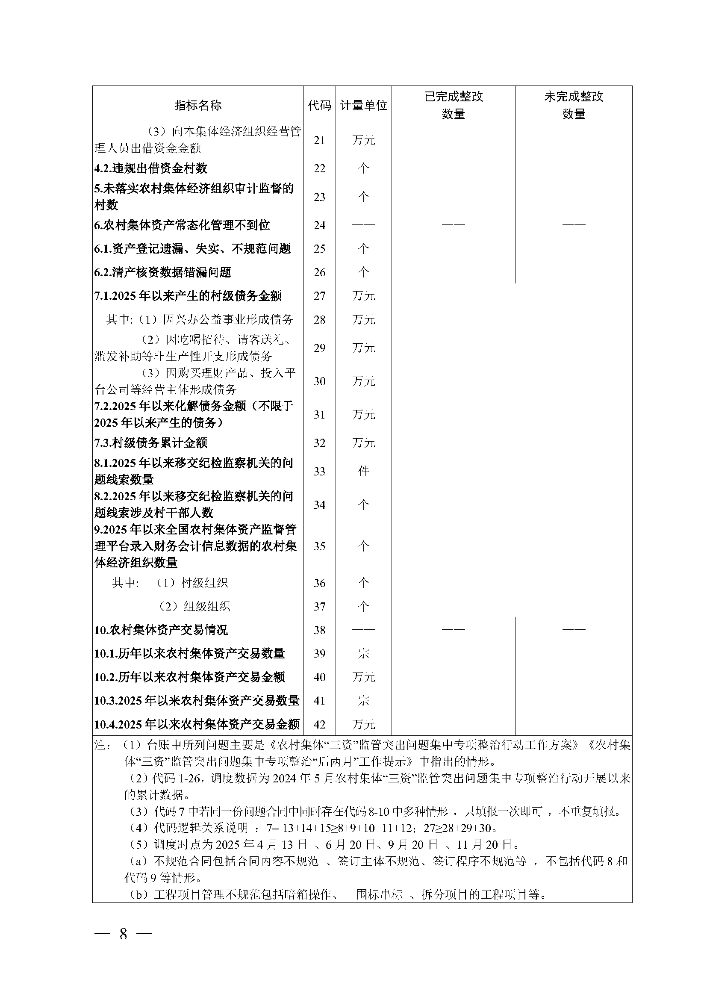 指标名称 代码 计量单位 已完成整改 未完成整改
数量 数量
（3）向本集体经济组织经营管
理人员出借资金金额 21 万元
4.2.违规出借资金村数 22 个
5.未落实农村集体经济组织审计监督的
村数 23 个
6.农村集体资产常态化管理不到位 24 —— —— ——
6.1.资产登记遗漏、失实、不规范问题 25 个
6.2.清产核资数据错漏问题 26 个
7.1.2025 年以来产生的村级债务金额 27 万元
其中:（1）因兴办公益事业形成债务 28 万元
（2）因吃喝招待、请客送礼、
滥发补助等非生产性开支形成债务 29 万元
（3）因购买理财产品、投入平
台公司等经营主体形成债务 30 万元
7.2.2025 年以来化解债务金额（不限于
2025 年以来产生的债务） 31 万元
7.3.村级债务累计金额 32 万元
8.1.2025 年以来移交纪检监察机关的问
题线索数量 33 件
8.2.2025 年以来移交纪检监察机关的问
题线索涉及村干部人数 34 个
9.2025 年以来全国农村集体资产监督管
理平台录入财务会计信息数据的农村集 35 个
体经济组织数量
其中: （1）村级组织 36 个
（2）组级组织 37 个
10.农村集体资产交易情况 38 —— —— ——
10.1.历年以来农村集体资产交易数量 39 宗
10.2.历年以来农村集体资产交易金额 40 万元
10.3.2025 年以来农村集体资产交易数量 41 宗
10.4.2025 年以来农村集体资产交易金额 42 万元
注：（1）台账中所列问题主要是《农村集体“三资”监管突出问题集中专项整治行动工作方案》《农村集
体“三资”监管突出问题集中专项整治“后两月”工作提示》中指出的情形。
（2）代码 1-26，调度数据为 2024 年 5 月农村集体“三资”监管突出问题集中专项整治行动开展以来
的累计数据。
（3）代码 7 中若同一份问题合同中同时存在代码 8-10 中多种情形 ，只填报一次即可 ，不重复填报。
（4）代码逻辑关系说明 ：7= 13+14+15≥8+9+10+11+12；27≥28+29+30。
（5）调度时点为 2025 年 4 月 13 日 、6 月 20 日、9 月 20 日 、11 月 20 日。
（a）不规范合同包括合同内容不规范 、签订主体不规范、签订程序不规范等 ，不包括代码 8 和
代码 9 等情形。
（b）工程项目管理不规范包括暗箱操作、 围标串标 、拆分项目的工程项目等。
— 8 —